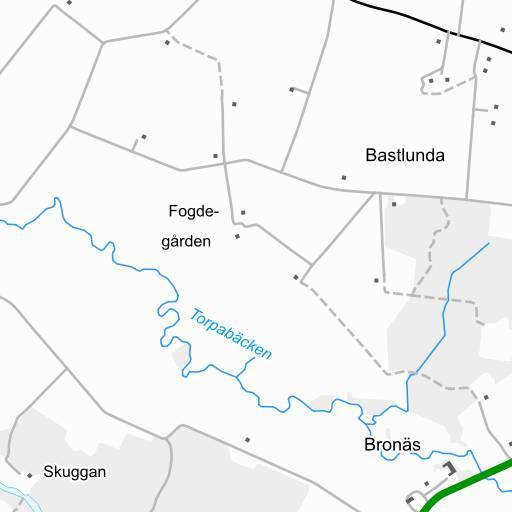 Bastlunda
Fogde-
gården
Torpabäcken
Bronäs
Skuggan